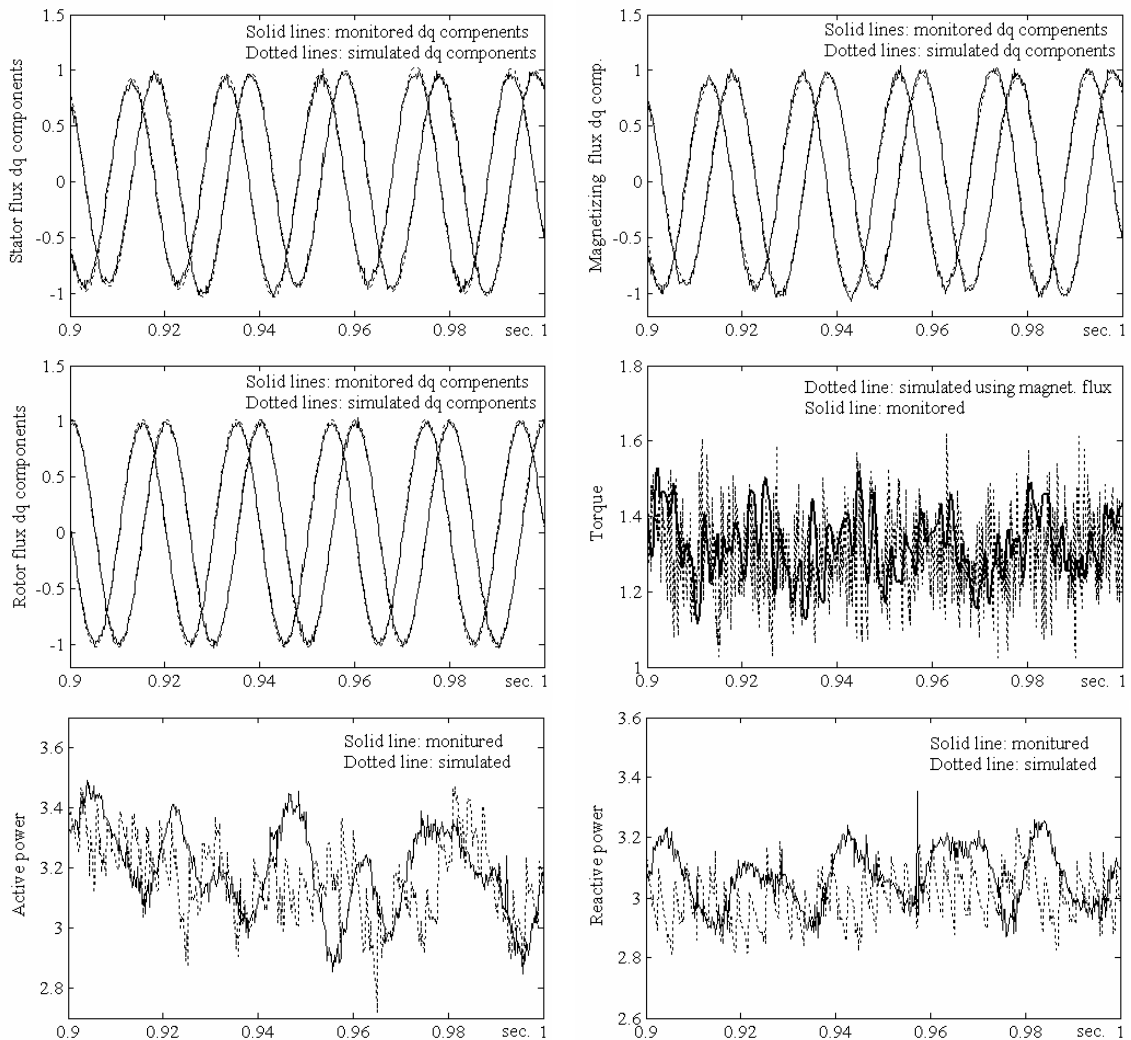 1.5
1
0.5
0
-0.5
-1
Stator flux dq components
Solid lines: monitored dq compenents
Dotted lines: simulated dq components
0.9
0.92
0.94
0.96
0.98
sec. 1
1.5
1
0.5
0
-0.5
-1
Magnetizing flux dq comp.
Solid lines: monitored dq compenents
Dotted lines: simulated dq components
0.9
0.92
0.94
0.96
0.98
sec. 1
1.5
1
0.5
0
-0.5
-1
Rotor flux dq components
Solid lines: monitored dq compenents
Dotted lines: simulated dq components
0.9
0.92
0.94
0.96
0.98
sec. 1
1.8
1.6
1.4
1.2
1
Torque
Dotted line: simulated using magnet. flux
Solid line: monitored
0.9
0.92
0.94
0.96
0.98
sec. 1
3.6
3.4
3.2
3
2.8
Active power
Solid line: monitured
Dotted line: simulated
0.9
0.92
0.94
0.96
0.98
sec. 1
3.6
3.4
3.2
3
2.8
2.6
Reactive power
Solid line: monitured
Dotted line: simulated
0.9
0.92
0.94
0.96
0.98
sec. 1